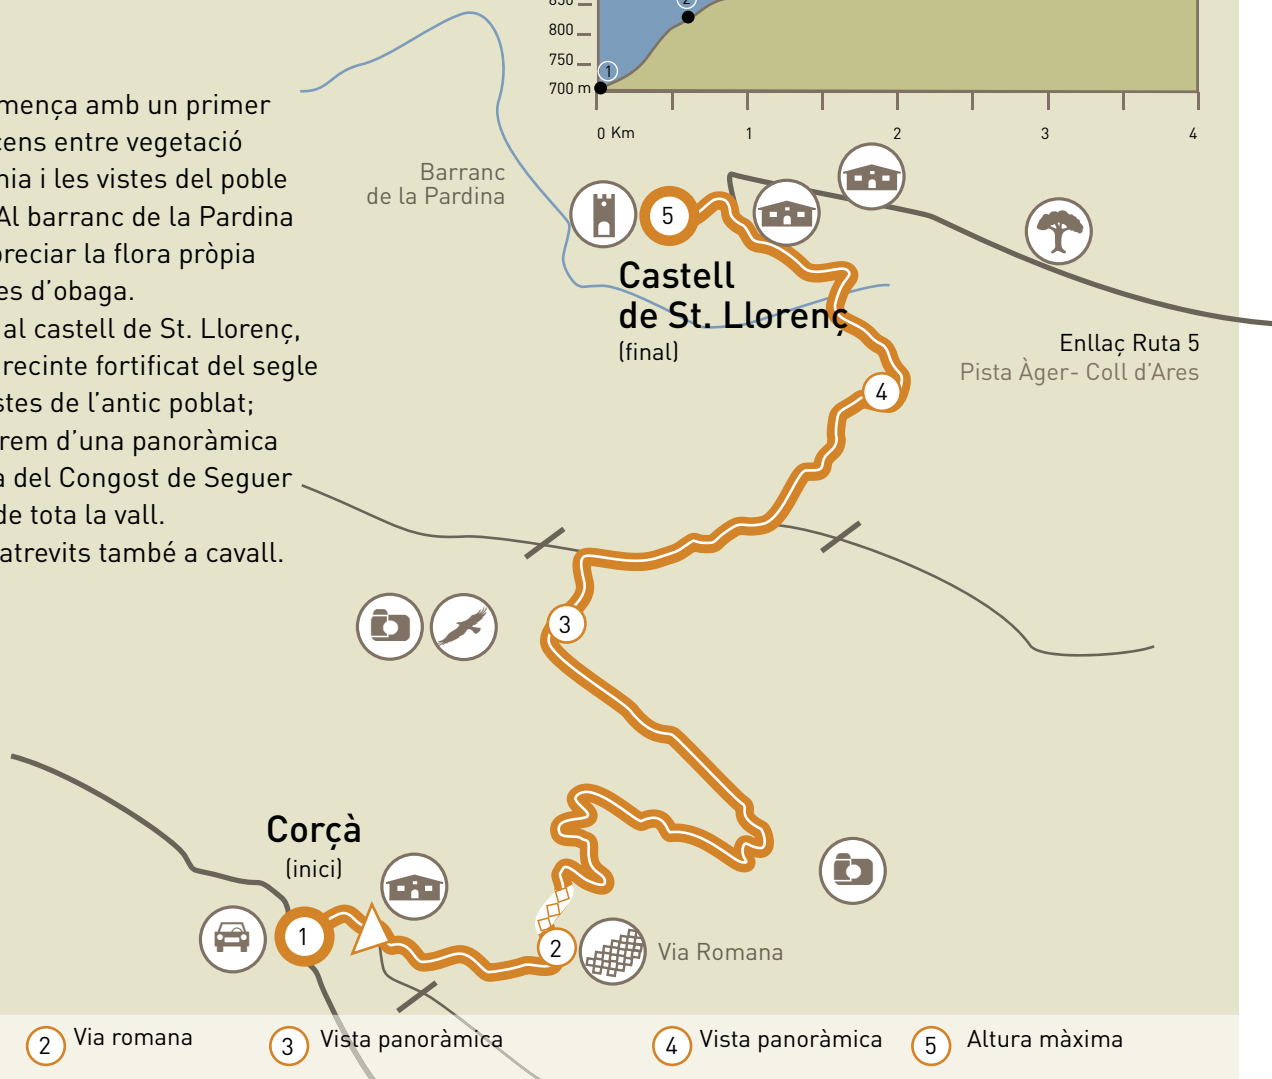 850
800
750
700 m
2
1
0 Km
1
2
3
4
mença amb un primer
cens entre vegetació
nia i les vistes del poble
Al barranc de la Pardina
preciar la flora pròpia
es d’obaga.
al castell de St. Llorenç,
recinte fortificat del segle
stes de l’antic poblat;
rem d’una panoràmica
a del Congost de Seguer
de tota la vall.
atrevits també a cavall.
Barranc
de la Pardina
5
Castell
de St. Llorenç
(final)
Enllaç Ruta 5
Pista Àger- Coll d’Ares
4
3
Corçà
(inici)
1
2
Via Romana
2 Via romana
3 Vista panoràmica
4 Vista panoràmica
5 Altura màxima